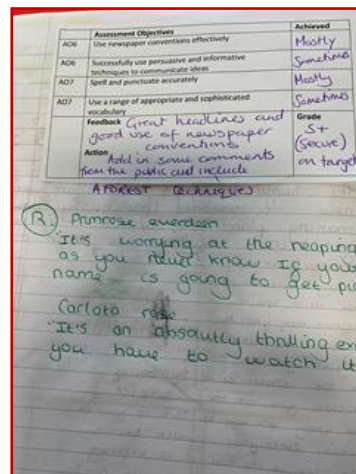 Assessment Objectives Achieved
AO6 Use newspaper conventions effectively Mostly
AO6 Successfully use persuasive and informative
techniques to communicate ideas Sometimes
AO7 Spell and punctuate accurately Mostly
AO7 Use a range of appropriate and sophisticated
vocabulary Sometimes
Feedback Great headlines and Grade
good use of newspaper 5+
conventions (secure)
Action Add in some comments on target
from the public and include
AFOREST techniques
R. Primrose everdeen
"It's worrying at the reaping
as you never know if your
name is going to get
Carlota rose
"It's an absoutly thrilling
you have to watch it